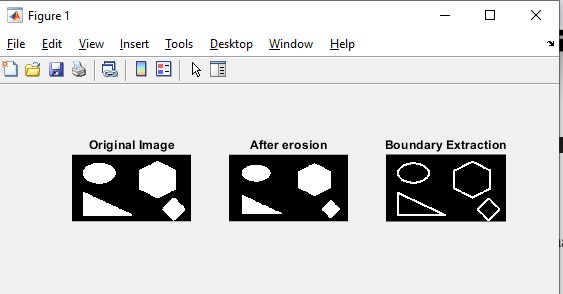 Figure 1
File Edit View Insert Tools Desktop Window Help
Original Image After erosion Boundary Extraction